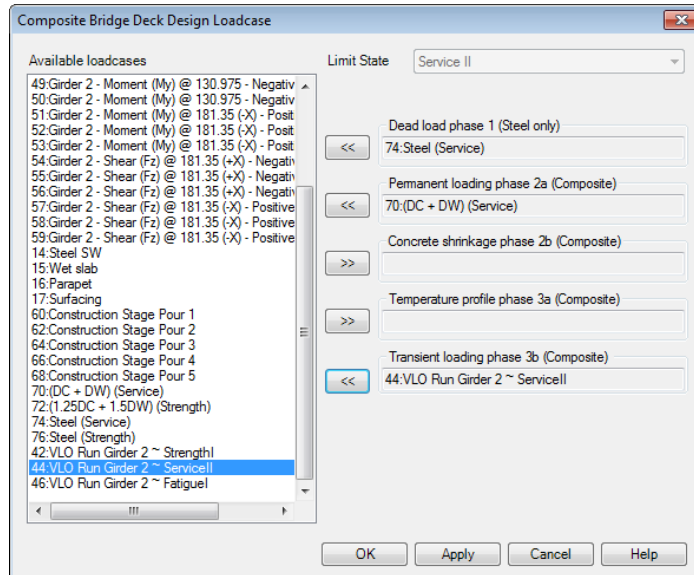 Composite Bridge Deck Design Loadcase
Available loadcases
49:Girder 2 - Moment (My) @ 130.975 - Negativ
50:Girder 2 - Moment (My) @ 130.975 - Negativ
51:Girder 2 - Moment (My) @ 181.35 (-X) - Posit
52:Girder 2 - Moment (My) @ 181.35 (-X) - Posit
53:Girder 2 - Moment (My) @ 181.35 (-X) - Posit
54:Girder 2 - Shear (Fz) @ 181.35 (+X) - Negativ
55:Girder 2 - Shear (Fz) @ 181.35 (+X) - Negativ
56:Girder 2 - Shear (Fz) @ 181.35 (+X) - Negativ
57:Girder 2 - Shear (Fz) @ 181.35 (-X) - Positive
58:Girder 2 - Shear (Fz) @ 181.35 (-X) - Positive
59:Girder 2 - Shear (Fz) @ 181.35 (-X) - Positive
14:Steel SW
15:Wet slab
16:Parapet
17:Surfacing
60:Construction Stage Pour 1
62:Construction Stage Pour 2
64:Construction Stage Pour 3
66:Construction Stage Pour 4
68:Construction Stage Pour 5
70:(DC + DW) (Service)
72:(1.25DC + 1.5DW) (Strength)
74:Steel (Service)
76:Steel (Strength)
42:VLO Run Girder 2 ~ StrengthI
44:VLO Run Girder 2 ~ ServiceII
46:VLO Run Girder 2 ~ FatigueI
Limit State
Service II
Dead load phase 1 (Steel only)
<<
74:Steel (Service)
Permanent loading phase 2a (Composite)
<<
70:(DC + DW) (Service)
Concrete shrinkage phase 2b (Composite)
>>
Temperature profile phase 3a (Composite)
>>
Transient loading phase 3b (Composite)
<<
44:VLO Run Girder 2 ~ ServiceII
OK
Apply
Cancel
Help